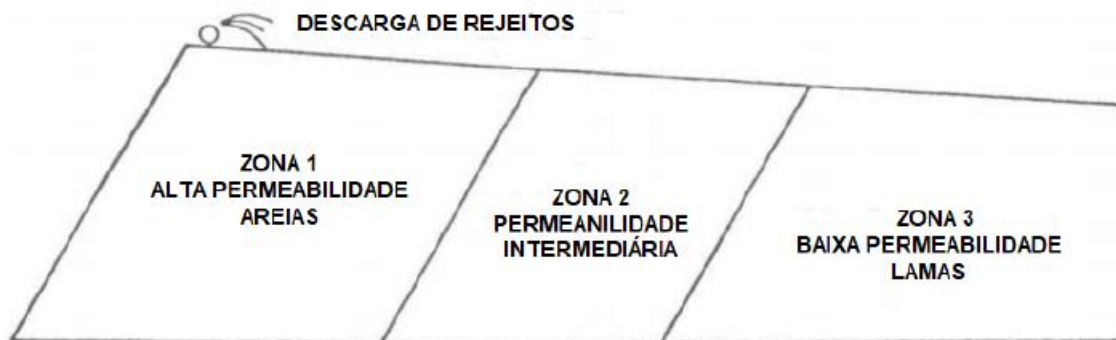 DESCARGA DE REJEITOS
ZONA 1
ALTA PERMEABILIDADE
AREIAS
ZONA 2
PERMEANILIDADE
INTERMEDIÁRIA
ZONA 3
BAIXA PERMEABILIDADE
LAMAS